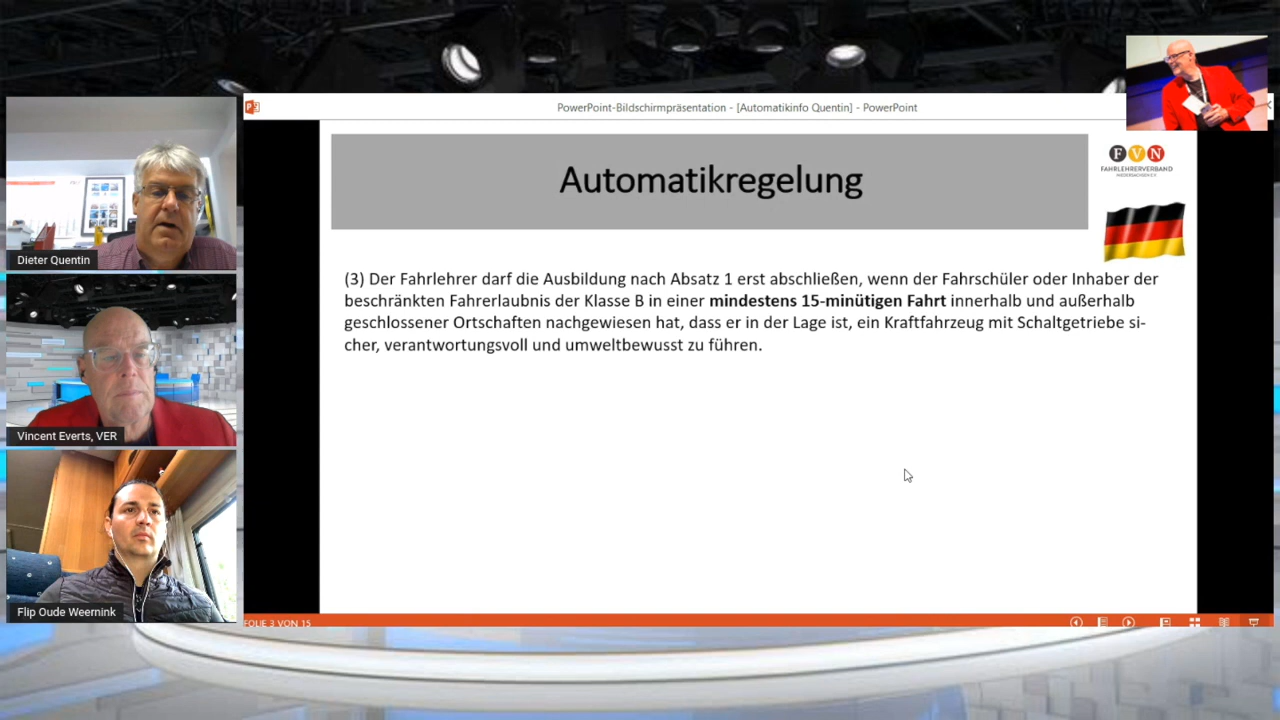 PowerPoint-Bildschirmpräsentation - [Automatikinfo Quentin] - PowerPoint
Automatikregelung
F V N
FAHRLEHRERVERBAND
NIEDERSACHSEN E.V.
(3) Der Fahrlehrer darf die Ausbildung nach Absatz 1 erst abschließen, wenn der Fahrschüler oder Inhaber der
beschränkten Fahrerlaubnis der Klasse B in einer mindestens 15-minütigen Fahrt innerhalb und außerhalb
geschlossener Ortschaften nachgewiesen hat, dass er in der Lage ist, ein Kraftfahrzeug mit Schaltgetriebe si-
cher, verantwortungsvoll und umweltbewusst zu führen.
Dieter Quentin
Vincent Everts, VER
Flip Oude Weernink
FOLIE 3 VON 15